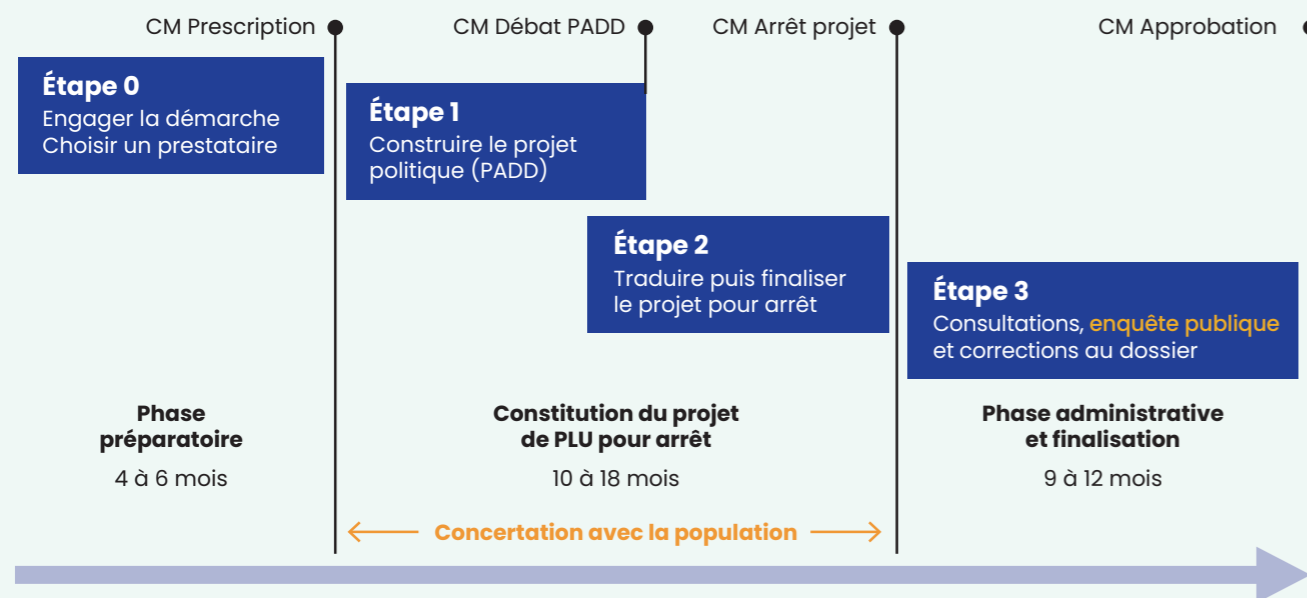 CM Prescription
CM Débat PADD
CM Arrêt projet
CM Approbation
Étape 0
Engager la démarche
Choisir un prestataire
Étape 1
Construire le projet
politique (PADD)
Étape 2
Traduire puis finaliser
le projet pour arrêt
Étape 3
Consultations, enquête publique
et corrections au dossier
Phase
préparatoire
4 à 6 mois
Constitution du projet
de PLU pour arrêt
10 à 18 mois
Phase administrative
et finalisation
9 à 12 mois
Concertation avec la population